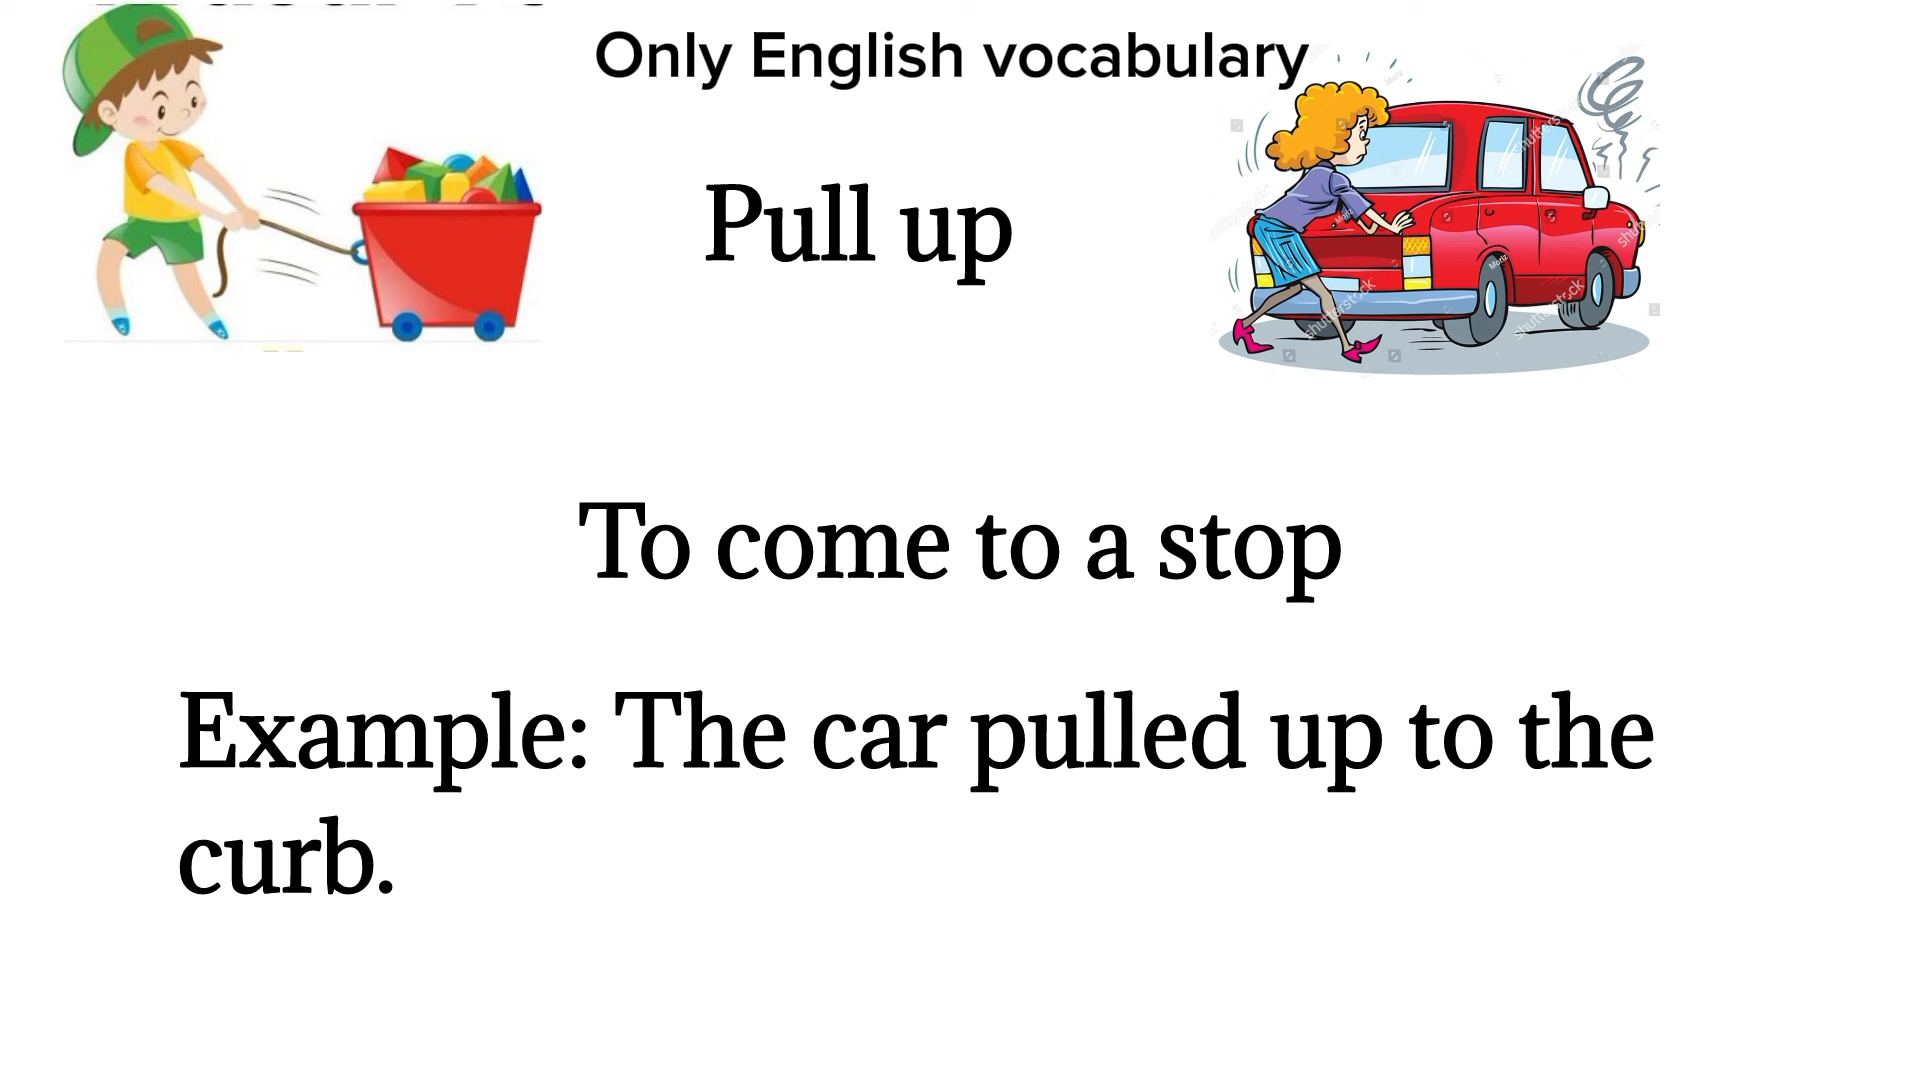 Only English vocabulary
Pull up
To come to a stop
Example: The car pulled up to the
curb.